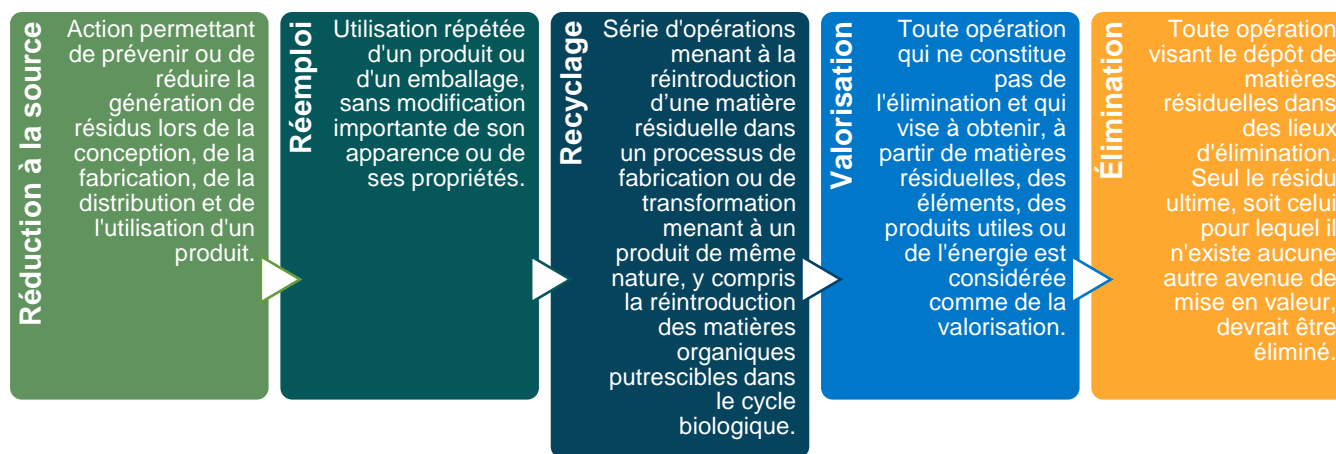 Réduction à la source
Action permettant
de prévenir ou de
réduire la
génération de
résidus lors de la
conception, de la
fabrication, de la
distribution et de
l'utilisation d'un
produit.
Réemploi
Utilisation répétée
d'un produit ou
d'un emballage,
sans modification
importante de son
apparence ou de
ses propriétés.
Recyclage
Série d'opérations
menant à la
réintroduction
d’une matière
résiduelle dans
un processus de
fabrication ou de
transformation
menant à un
produit de même
nature, y compris
la réintroduction
des matières
organiques
putrescibles dans
le cycle
biologique.
Valorisation
Toute opération
qui ne constitue
pas de
l'élimination et qui
vise à obtenir, à
partir de matières
résiduelles, des
éléments, des
produits utiles ou
de l'énergie est
considérée
comme de la
valorisation.
Élimination
Toute opération
visant le dépôt de
matières
résiduelles dans
des lieux
d'élimination.
Seul le résidu
ultime, soit celui
pour lequel il
n'existe aucune
autre avenue de
mise en valeur,
devrait être
éliminé.